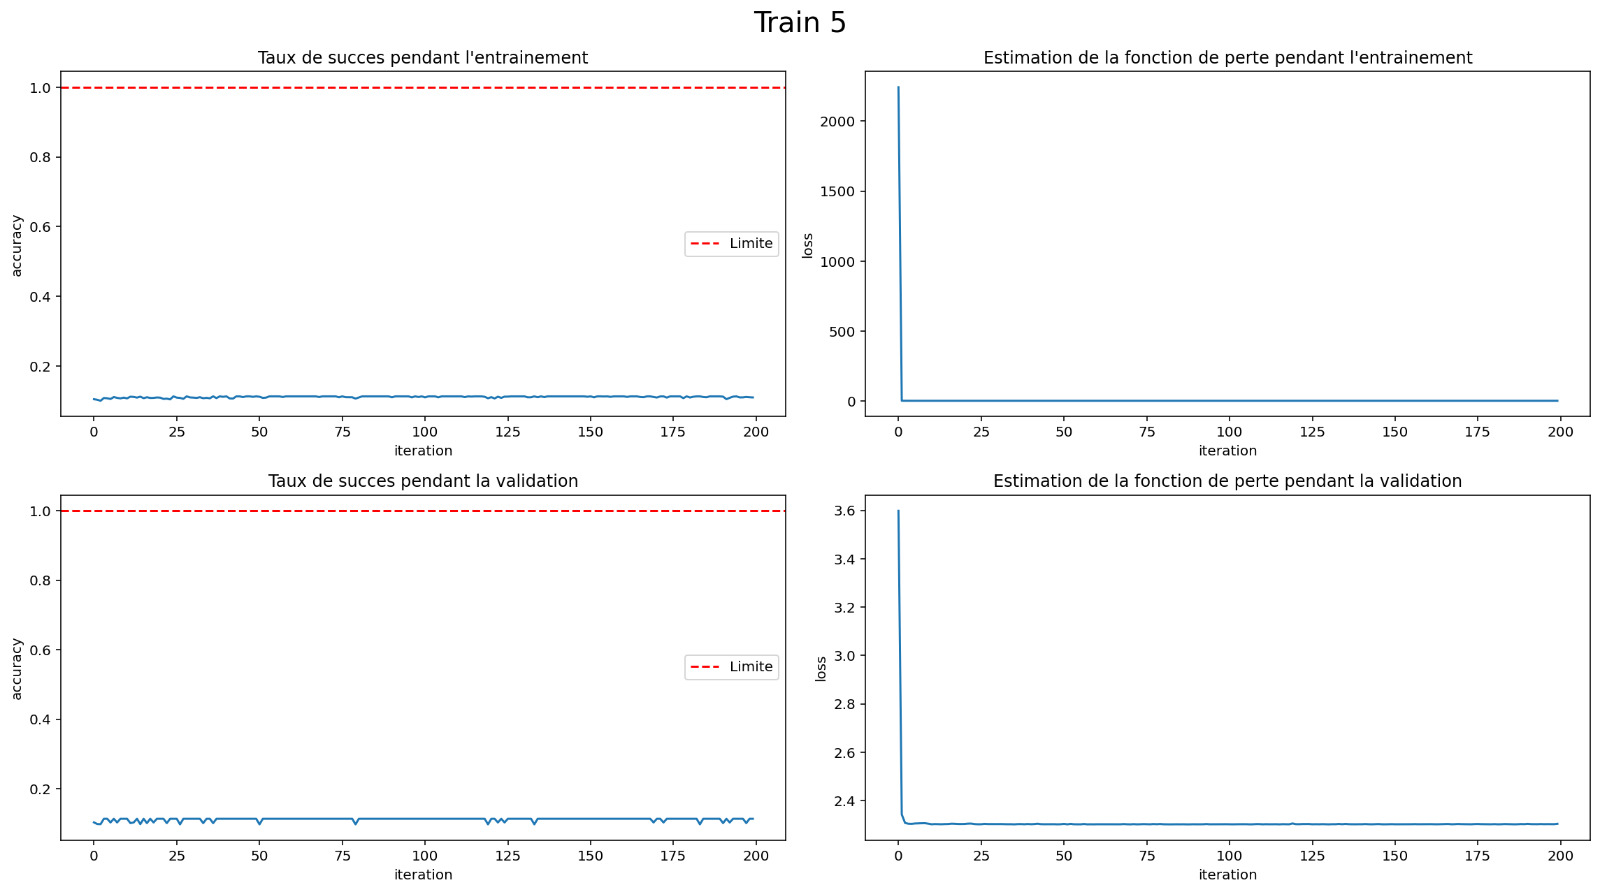 Train 5
Taux de succes pendant l'entrainement
1.0
0.8
0.6
0.4
0.2
accuracy
Limite
0 25 50 75 100 125 150 175 200
iteration
Estimation de la fonction de perte pendant l'entrainement
2000
1500
1000
500
0
loss
0 25 50 75 100 125 150 175 200
iteration
Taux de succes pendant la validation
1.0
0.8
0.6
0.4
0.2
accuracy
Limite
0 25 50 75 100 125 150 175 200
iteration
Estimation de la fonction de perte pendant la validation
3.6
3.4
3.2
3.0
2.8
2.6
2.4
loss
0 25 50 75 100 125 150 175 200
iteration